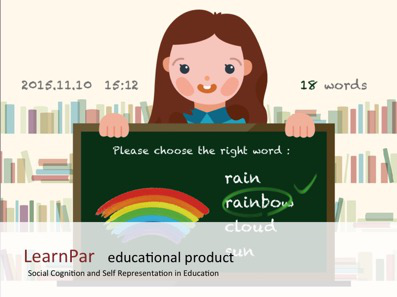 2015.11.10 15:12
18 words
Please choose the right word :
rain
rainbow
cloud
sun
LearnPar educational product
Social Cognition and Self Representation in Education